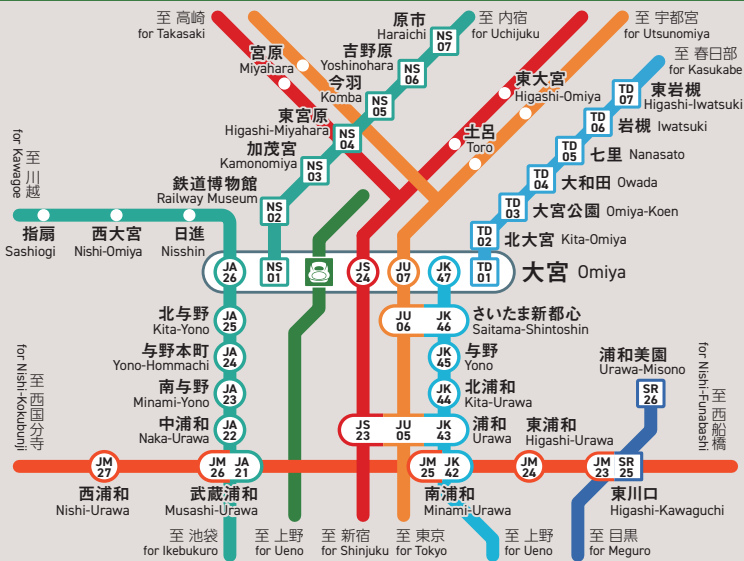 至 高崎
for Takasaki
原市
Haraichi
至 内宿
for Uchijuku
至 宇都宮
for Utsunomiya
NS
07
吉野原
Yoshinohara
NS
06
宮原
Miyahara
今羽
Komba
NS
05
東大宮
Higashi-Omiya
至 春日部
for Kasukabe
TD
07
東岩槻
Higashi-Iwatsuki
東宮原
Higashi-Miyahara
NS
04
土呂
Toro
TD
06
岩槻 Iwatsuki
加茂宮
Kamonomiya
NS
03
TD
05
七里 Nanasato
至 川越
for Kawagoe
鉄道博物館
Railway Museum
NS
02
TD
04
大和田 Owada
TD
03
大宮公園 Omiya-Koen
指扇
Sashiogi
西大宮
Nishi-Omiya
日進
Nisshin
TD
02
北大宮 Kita-Omiya
JA
26
NS
01
JS
24
JU
07
JK
47
TD
01
大宮 Omiya
北与野
Kita-Yono
JA
25
JU
06
JK
46
さいたま新都心
Saitama-Shintoshin
与野本町
Yono-Hommachi
JA
24
JK
45
与野
Yono
南与野
Minami-Yono
JA
23
JK
44
北浦和
Kita-Urawa
浦和美園
Urawa-Misono
SR
26
中浦和
Naka-Urawa
JA
22
JS
23
JU
05
JK
43
浦和
Urawa
東浦和
Higashi-Urawa
至 西国分寺
for Nishi-Kokubunji
至 西船橋
for Nishi-Funabashi
JM
27
西浦和
Nishi-Urawa
JM
26
JA
21
武蔵浦和
Musashi-Urawa
JM
25
JK
42
南浦和
Minami-Urawa
JM
24
JM
23
SR
25
東川口
Higashi-Kawaguchi
至 池袋
for Ikebukuro
至 上野
for Ueno
至 新宿
for Shinjuku
至 東京
for Tokyo
至 上野
for Ueno
至 目黒
for Meguro